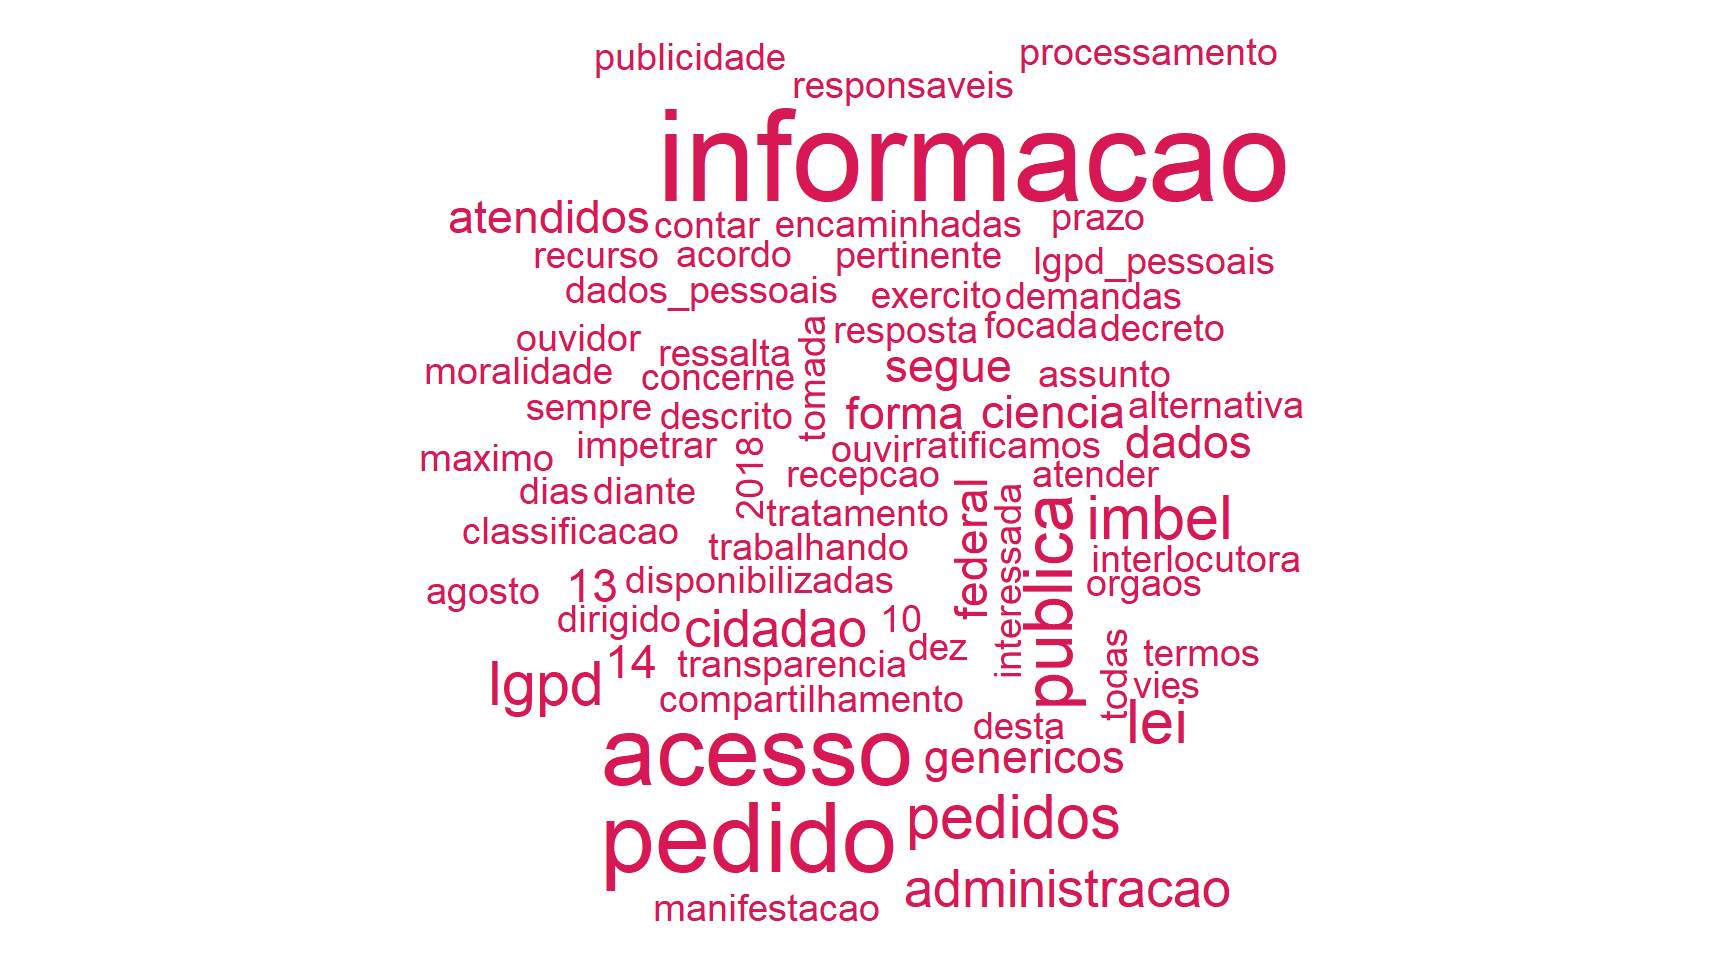 publicidade
processamento
responsaveis
informacao
atendidos
contar
encaminhadas
prazo
recurso
acordo
pertinente
lgpd_pessoais
dados_pessoais
exercito
demandas
ouvidor
tomada
resposta
focada
decreto
ressalta
moralidade
concerne
segue
assunto
sempre
descrito
forma
ciencia
alternativa
impetrar
ouvir
ratificamos
dados
maximo
2018
recepcao
atender
dias
diante
tratamento
federal
interessada
publica
imbel
classificacao
trabalhando
interlocutora
agosto
13
disponibilizadas
orgaos
dirigido
cidadao
10
dez
todas
termos
lgpd
14
transparencia
vies
compartilhamento
desta
lei
acesso
genericos
pedido
pedidos
administracao
manifestacao